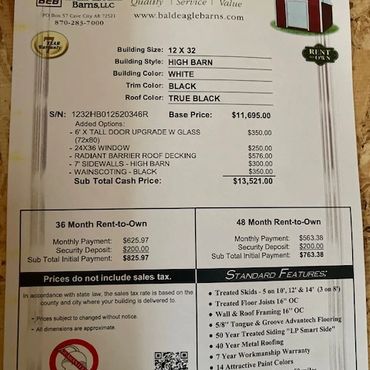 BEB
Barns, LLC
Quality | Service | Value
PO Box 57 Cave City AR 72521
870-283-7000
www.baldeaglebarns.com
7 YEAR
Warranty
RENT
TO
OWN
Building Size: 12 X 32
Building Style: HIGH BARN
Building Color: WHITE
Trim Color: BLACK
Roof Color: TRUE BLACK
S/N: 1232HB012520346R Base Price: $11,695.00
Added Options:
- 6' X TALL DOOR UPGRADE W GLASS $350.00
(72x80)
- 24X36 WINDOW $250.00
- RADIANT BARRIER ROOF DECKING $576.00
- 7' SIDEWALLS - HIGH BARN $300.00
- WAINSCOTING - BLACK $350.00
Sub Total Cash Price: $13,521.00
36 Month Rent-to-Own
Monthly Payment: $625.97
Security Deposit: $200.00
Sub Total Initial Payment: $825.97
48 Month Rent-to-Own
Monthly Payment: $563.38
Security Deposit: $200.00
Sub Total Initial Payment: $763.38
Prices do not include sales tax.
In accordance with state law, the sales tax rate is based on the
county and city where your building is delivered to.
- Prices subject to changed without notice.
- All dimensions are approximate.
STANDARD FEATURES:
• Treated Skids - 5 on 10', 12' & 14' (3 on 8')
• Treated Floor Joists 16" OC
• Wall & Roof Framing 16" OC
• 5/8" Tongue & Groove Advantech Flooring
• 50 Year Treated Siding "LP Smart Side"
• 40 Year Metal Roofing
• 7 Year Workmanship Warranty
• 14 Attractive Paint Colors